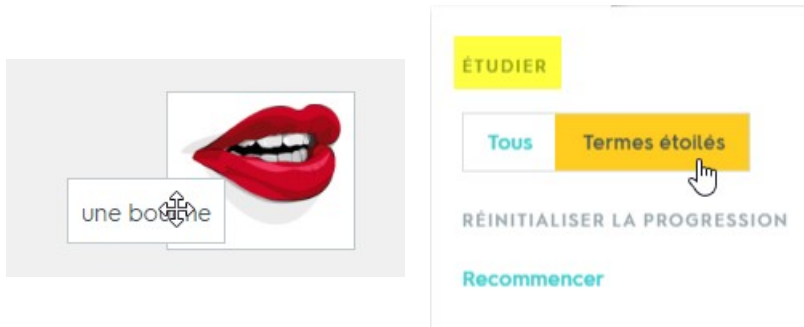 une bouche
ÉTUDIER
Tous Termes étoilés
RÉINITIALISER LA PROGRESSION
Recommencer